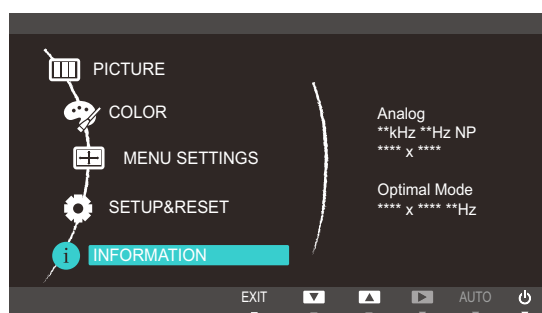 PICTURE
COLOR
MENU SETTINGS
SETUP&RESET
i INFORMATION
Analog
**kHz **Hz NP
**** x ****
Optimal Mode
**** x **** **Hz
EXIT AUTO